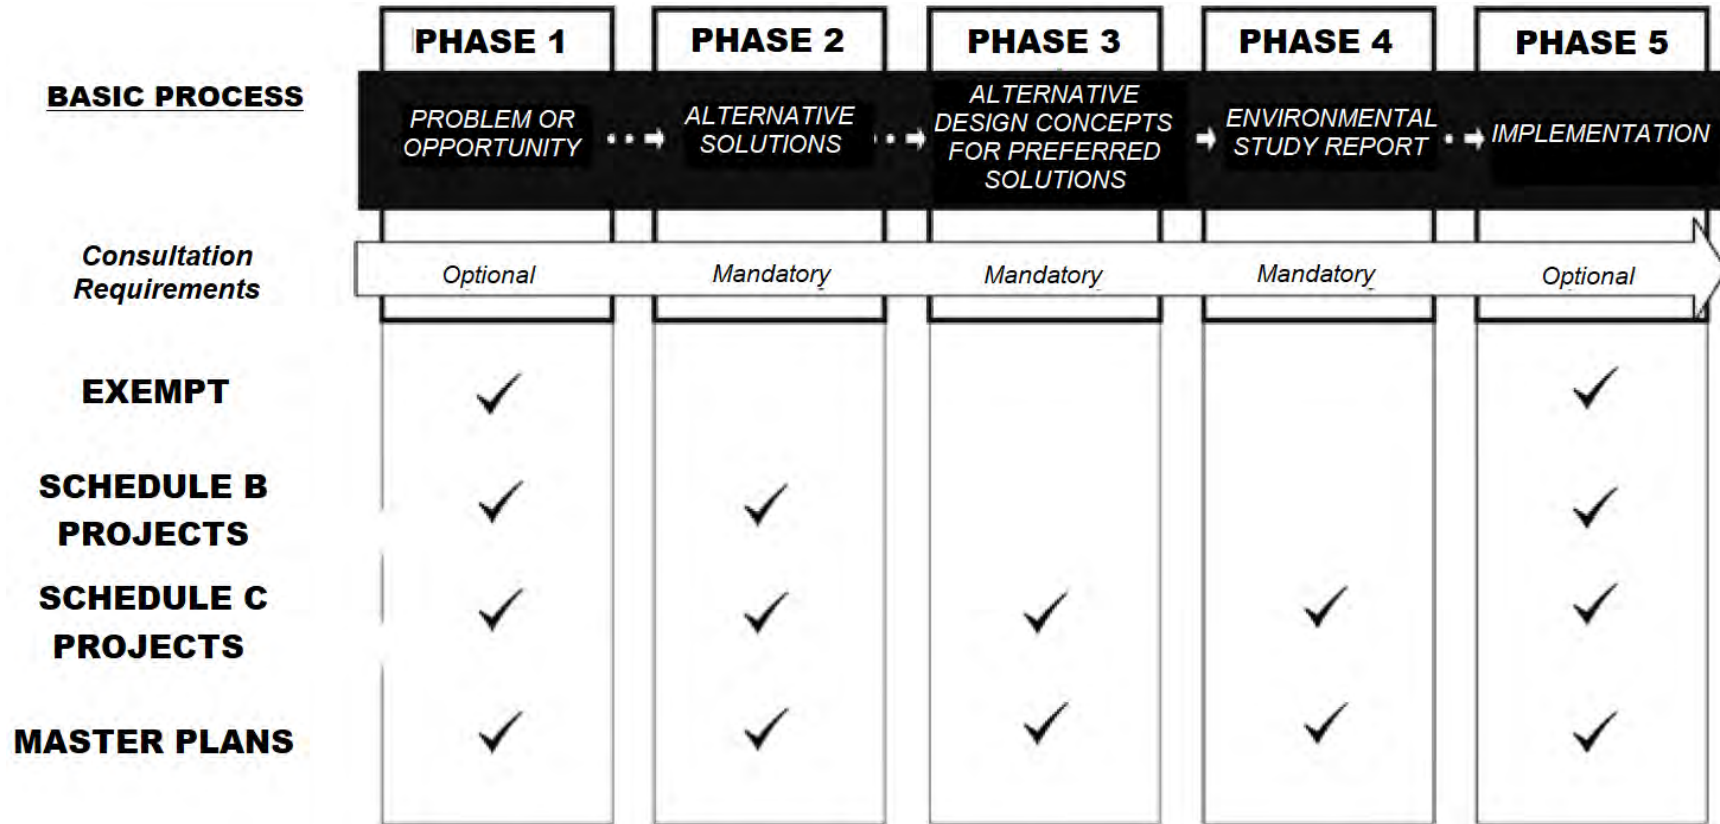 PHASE 1
PHASE 2
PHASE 3
PHASE 4
PHASE 5
BASIC PROCESS
PROBLEM OR
OPPORTUNITY
ALTERNATIVE
SOLUTIONS
ALTERNATIVE
DESIGN CONCEPTS
FOR PREFERRED
SOLUTIONS
ENVIRONMENTAL
STUDY REPORT
IMPLEMENTATION
Consultation
Requirements
Optional
Mandatory
Mandatory
Mandatory
Optional
EXEMPT
SCHEDULE B
PROJECTS
SCHEDULE C
PROJECTS
MASTER PLANS